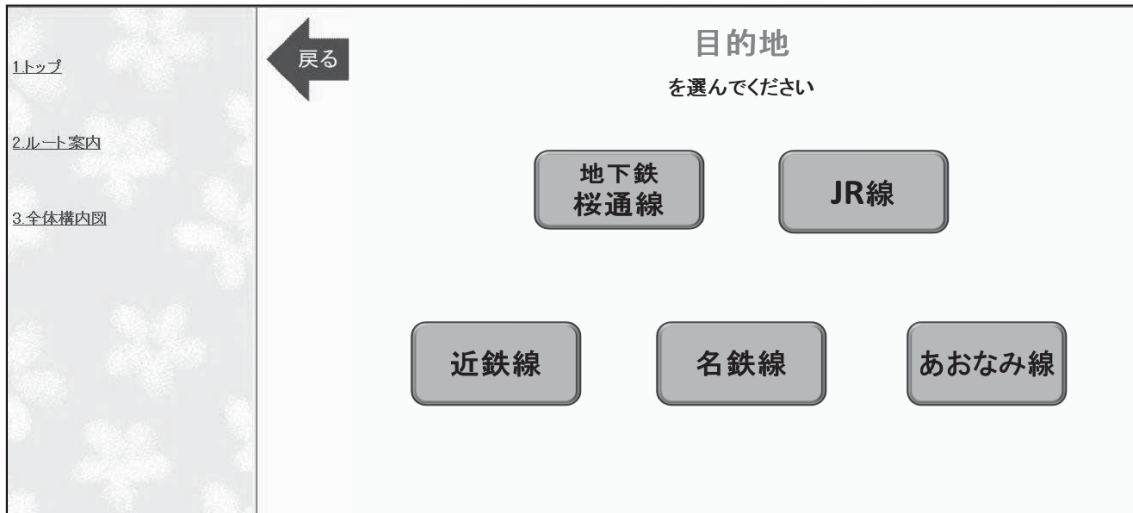 1.トップ
2.ルート案内
3.全体構内図
戻る
目的地
を選んでください
地下鉄
桜通線
JR線
近鉄線
名鉄線
あおなみ線